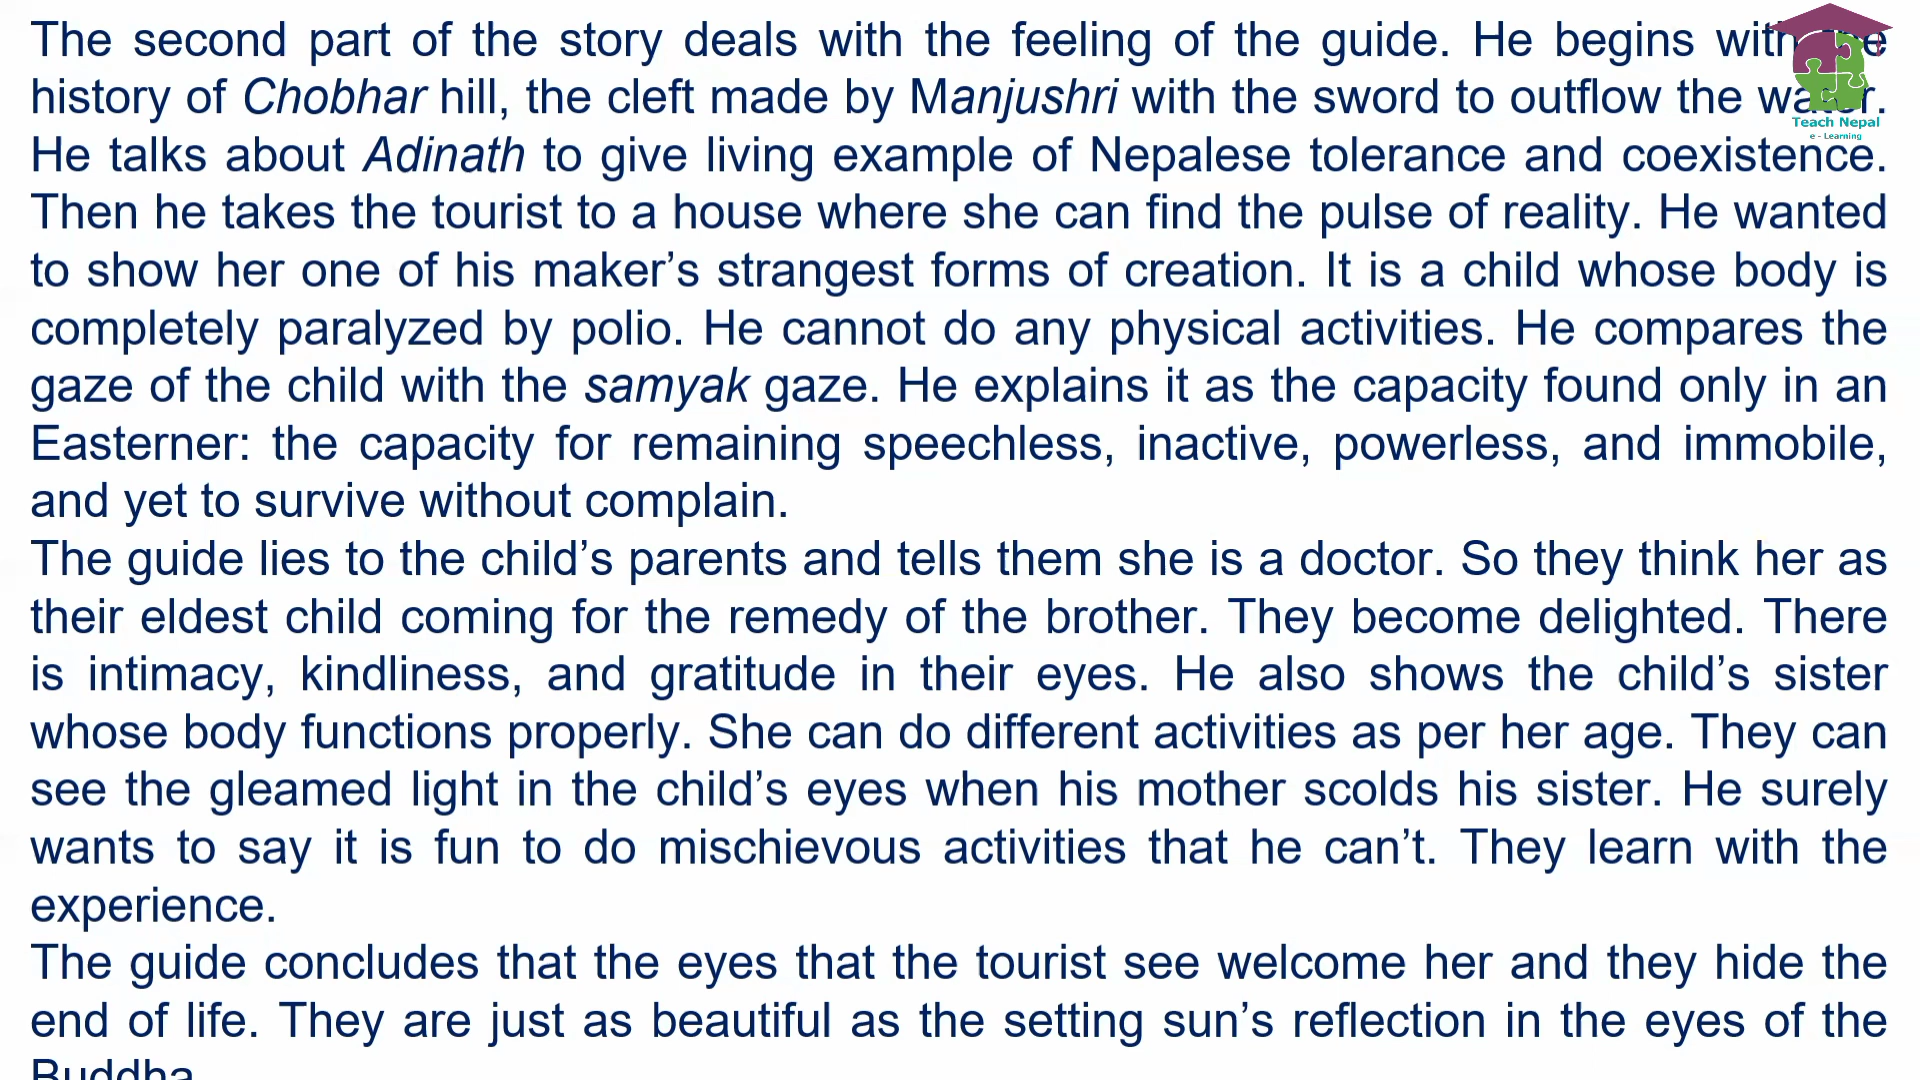 The second part of the story deals with the feeling of the guide. He begins with the
history of Chobhar hill, the cleft made by Manjushri with the sword to outflow the water.
He talks about Adinath to give living example of Nepalese tolerance and coexistence.
Then he takes the tourist to a house where she can find the pulse of reality. He wanted
to show her one of his maker’s strangest forms of creation. It is a child whose body is
completely paralyzed by polio. He cannot do any physical activities. He compares the
gaze of the child with the samyak gaze. He explains it as the capacity found only in an
Easterner: the capacity for remaining speechless, inactive, powerless, and immobile,
and yet to survive without complain.
The guide lies to the child’s parents and tells them she is a doctor. So they think her as
their eldest child coming for the remedy of the brother. They become delighted. There
is intimacy, kindliness, and gratitude in their eyes. He also shows the child’s sister
whose body functions properly. She can do different activities as per her age. They can
see the gleamed light in the child’s eyes when his mother scolds his sister. He surely
wants to say it is fun to do mischievous activities that he can’t. They learn with the
experience.
The guide concludes that the eyes that the tourist see welcome her and they hide the
end of life. They are just as beautiful as the setting sun’s reflection in the eyes of the
Buddha.
Teach Nepal
e - Learning